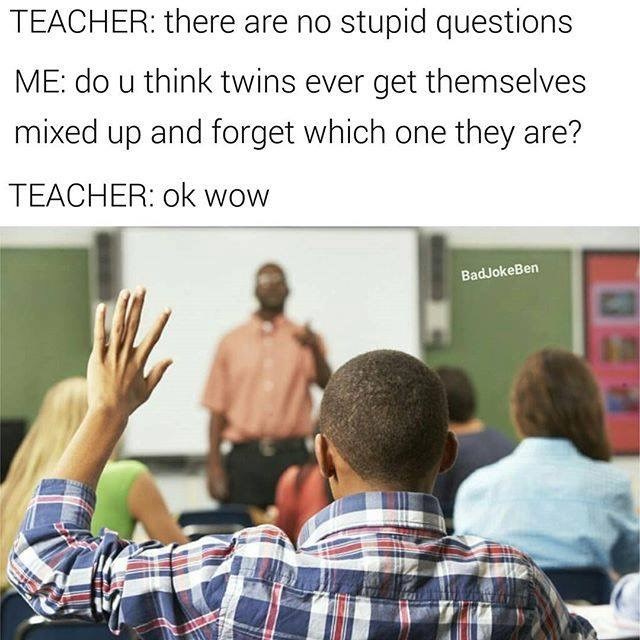 TEACHER: there are no stupid questions
ME: do u think twins ever get themselves
mixed up and forget which one they are?
TEACHER: ok wow
BadJokeBen